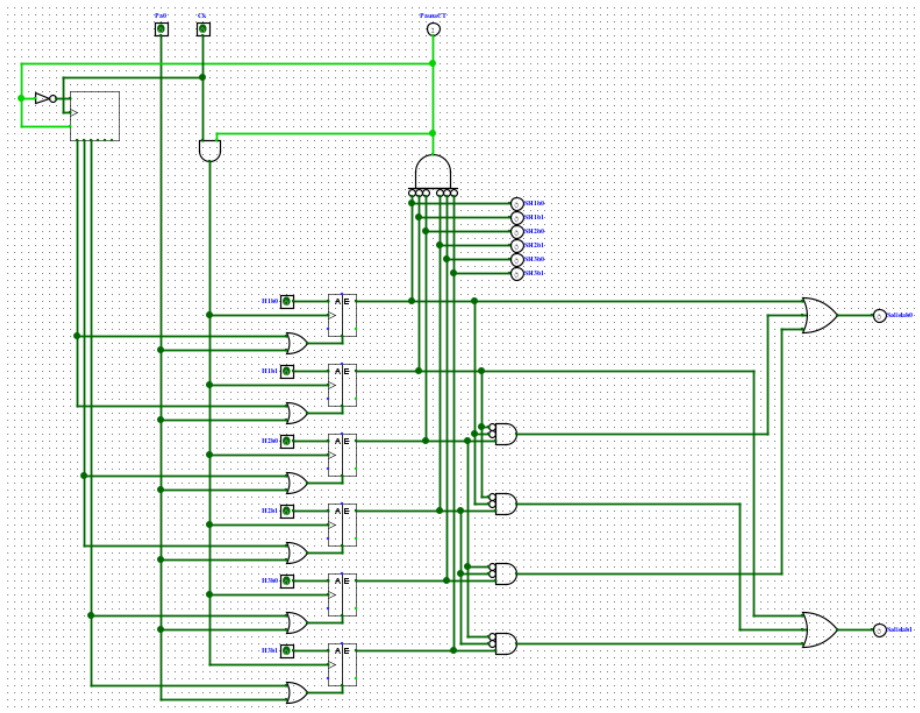 Pa0 Ck PausaCT
SH1b0
SH1b1
SH2b0
SH2b1
SH3b0
SH3b1
H1b0 A E
Salidab0
H1b1 A E
H2b0 A E
H2b1 A E
H3b0 A E
Salidab1
H3b1 A E